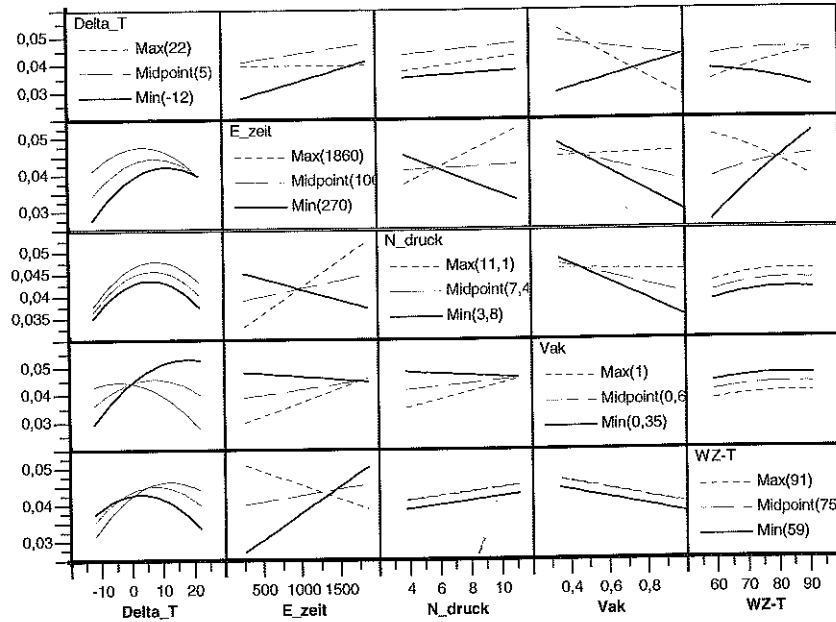 Delta_T
Max(22)
Midpoint(5)
Min(-12)
0,05
0,04
0,03
E_zeit
Max(1860)
Midpoint(106
Min(270)
0,05
0,04
0,03
N_druck
Max(11,1)
Midpoint(7,4
Min(3,8)
0,05
0,045
0,04
0,035
Vak
Max(1)
Midpoint(0,6
Min(0,35)
0,05
0,04
0,03
WZ-T
Max(91)
Midpoint(75
Min(59)
0,05
0,04
0,03
-10 0 10 20
500 1000 1500
4 6 8 10
0,4 0,6 0,8
60 70 80 90
Delta_T
E_zeit
N_druck
Vak
WZ-T